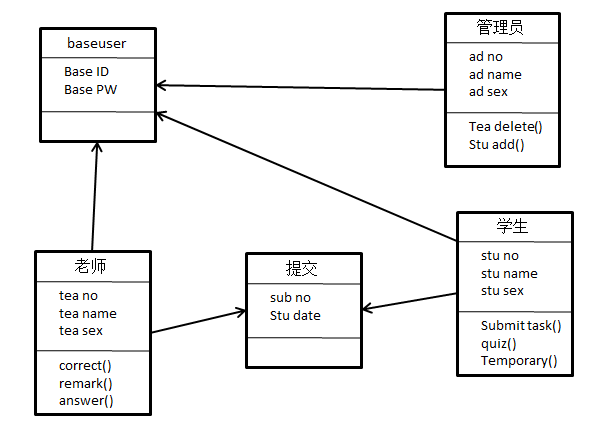 baseuser
Base ID
Base PW
管理员
ad no
ad name
ad sex
Tea delete()
Stu add()
老师
tea no
tea name
tea sex
correct()
remark()
answer()
提交
sub no
Stu date
学生
stu no
stu name
stu sex
Submit task()
quiz()
Temporary()